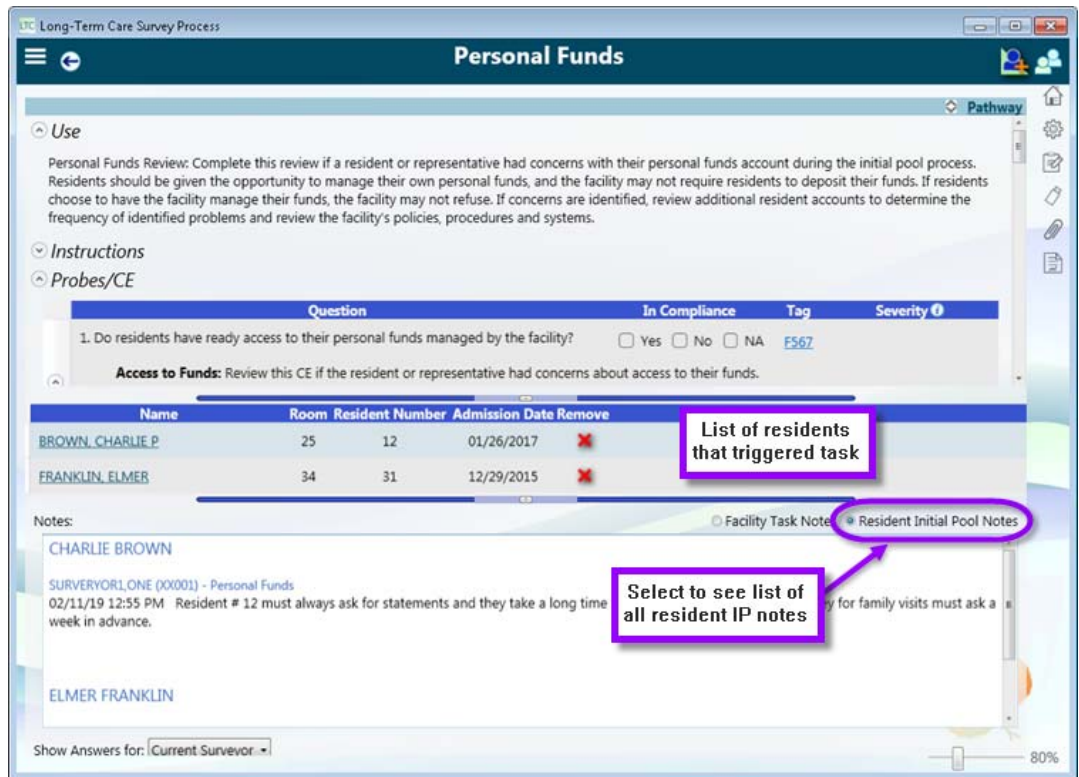 LTC Long-Term Care Survey Process
Personal Funds
Pathway
Use
Personal Funds Review: Complete this review if a resident or representative had concerns with their personal funds account during the initial pool process.
Residents should be given the opportunity to manage their own personal funds, and the facility may not require residents to deposit their funds. If residents
choose to have the facility manage their funds, the facility may not refuse. If concerns are identified, review additional resident accounts to determine the
frequency of identified problems and review the facility's policies, procedures and systems.
Instructions
Probes/CE
Question In Compliance Tag Severity
1. Do residents have ready access to their personal funds managed by the facility? Yes No NA F567
Access to Funds: Review this CE if the resident or representative had concerns about access to their funds.
Name Room Resident Number Admission Date Remove
BROWN, CHARLIE P 25 12 01/26/2017
FRANKLIN, ELMER 34 31 12/29/2015
List of residents
that triggered task
Notes: Facility Task Note Resident Initial Pool Notes
CHARLIE BROWN
SURVERYOR1,ONE (XX001) - Personal Funds
02/11/19 12:55 PM Resident # 12 must always ask for statements and they take a long time for family visits must ask a
week in advance.
Select to see list of
all resident IP notes
ELMER FRANKLIN
Show Answers for: Current Surveyor
80%